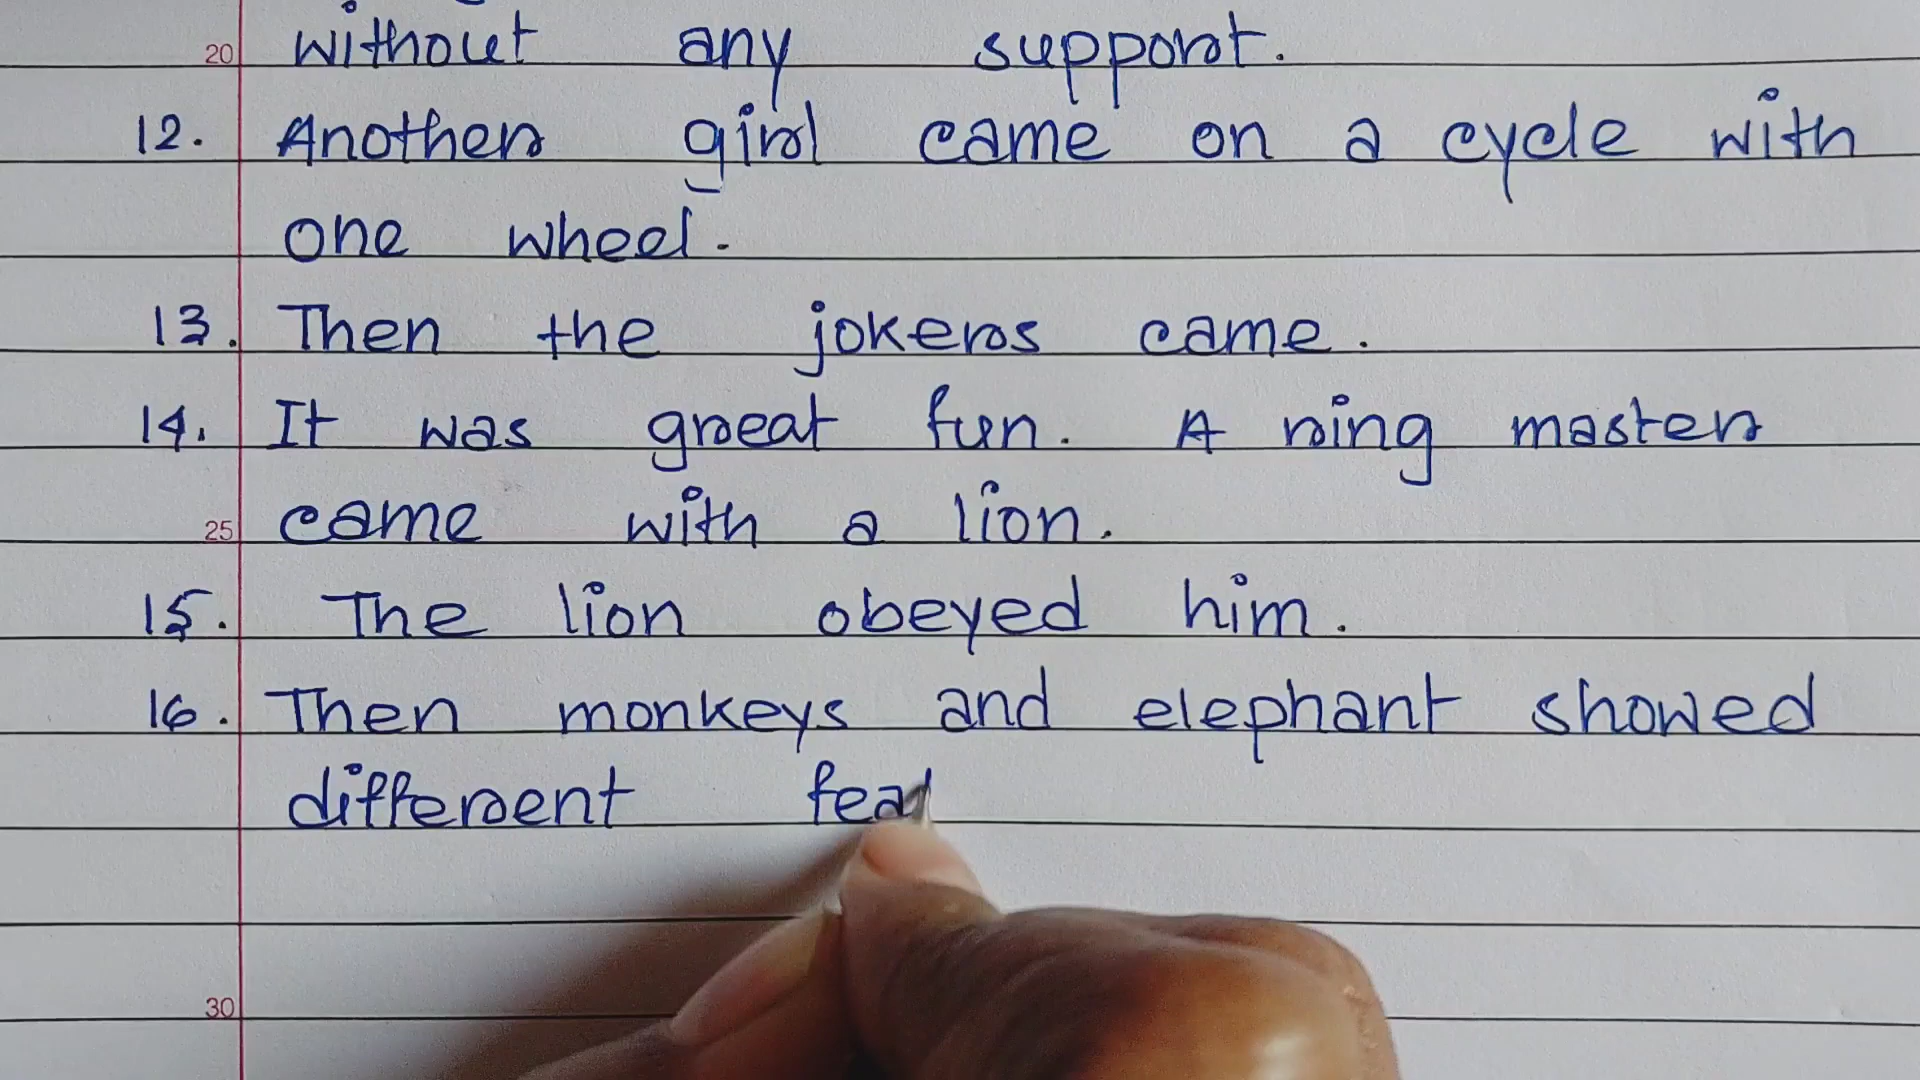 20 without any support.
12. Another girl came on a cycle with
one wheel.
13. Then the jokers came.
14. It was great fun. A ring master
25 came with a lion.
15. The lion obeyed him.
16. Then monkeys and elephant showed
different feat
30